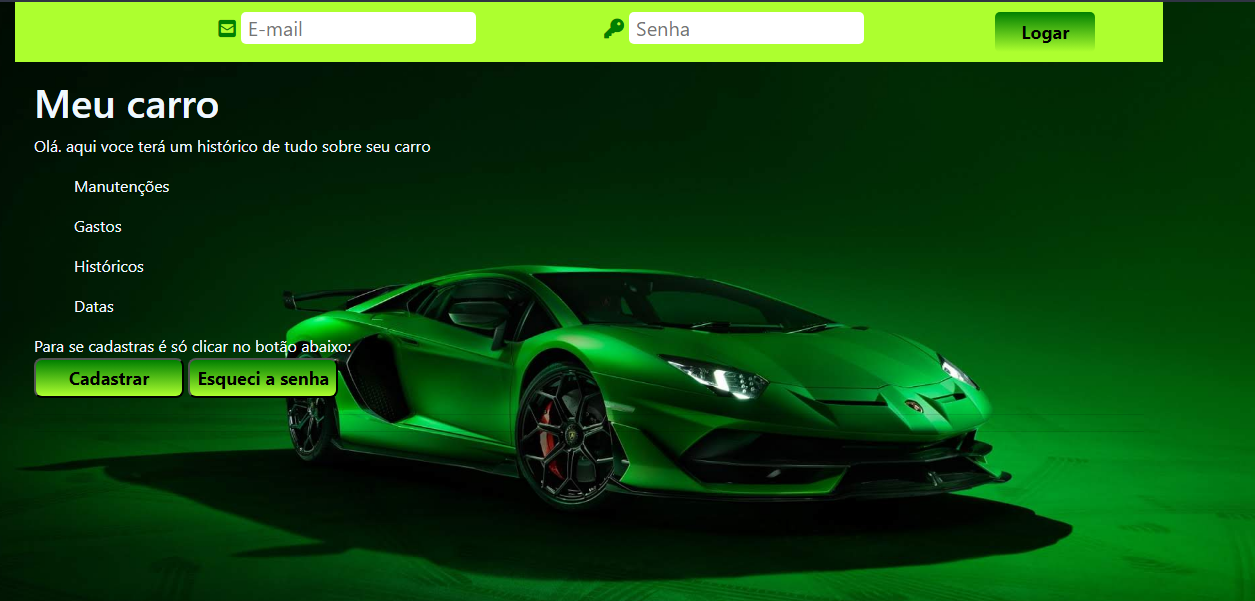 E-mail Senha Logar
Meu carro
Olá. aqui voce terá um histórico de tudo sobre seu carro
Manutenções
Gastos
Históricos
Datas
Para se cadastras é só clicar no botão abaixo:
Cadastrar Esqueci a senha